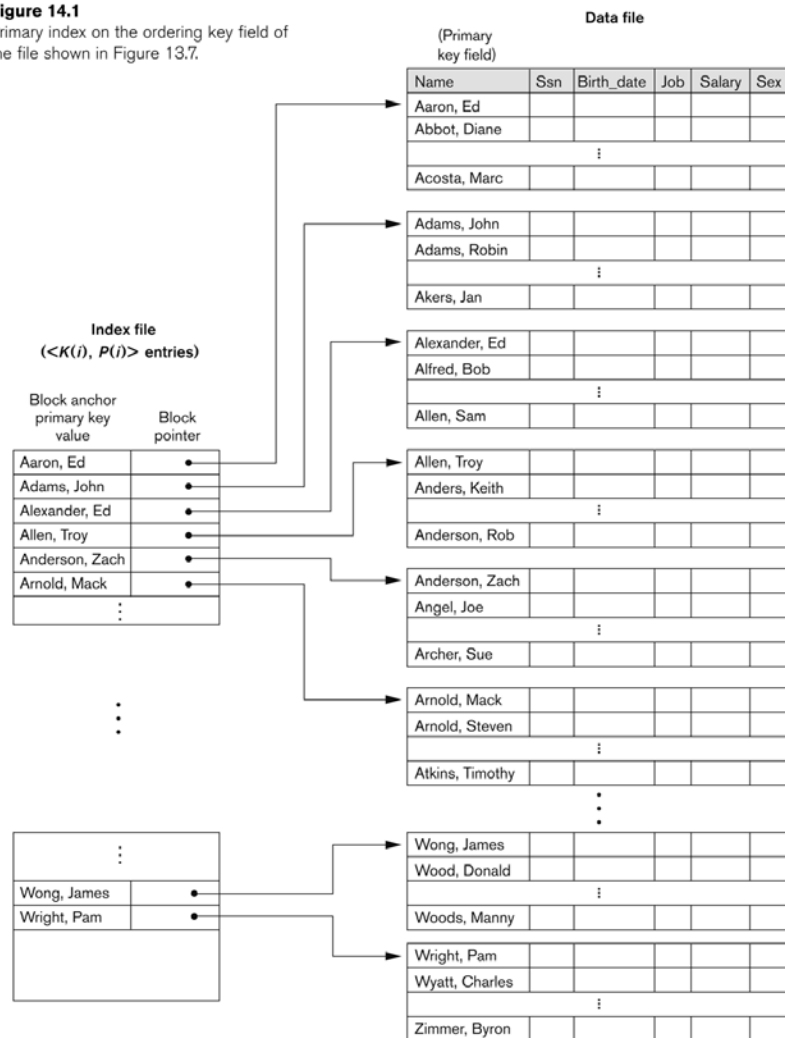 igure 14.1
rimary index on the ordering key field of
e file shown in Figure 13.7.
Data file
(Primary
key field)
Name Ssn Birth_date Job Salary Sex
Aaron, Ed
Abbot, Diane
⋮
Acosta, Marc
Adams, John
Adams, Robin
⋮
Akers, Jan
Alexander, Ed
Alfred, Bob
⋮
Allen, Sam
Allen, Troy
Anders, Keith
⋮
Anderson, Rob
Anderson, Zach
Angel, Joe
⋮
Archer, Sue
Arnold, Mack
Arnold, Steven
⋮
Atkins, Timothy
⋮
Wong, James
Wood, Donald
⋮
Woods, Manny
Wright, Pam
Wyatt, Charles
⋮
Zimmer, Byron
Index file
(<K(i), P(i)> entries)
Block anchor
primary key
value
Block
pointer
Aaron, Ed
Adams, John
Alexander, Ed
Allen, Troy
Anderson, Zach
Arnold, Mack
⋮
⋮
⋮
Wong, James
Wright, Pam